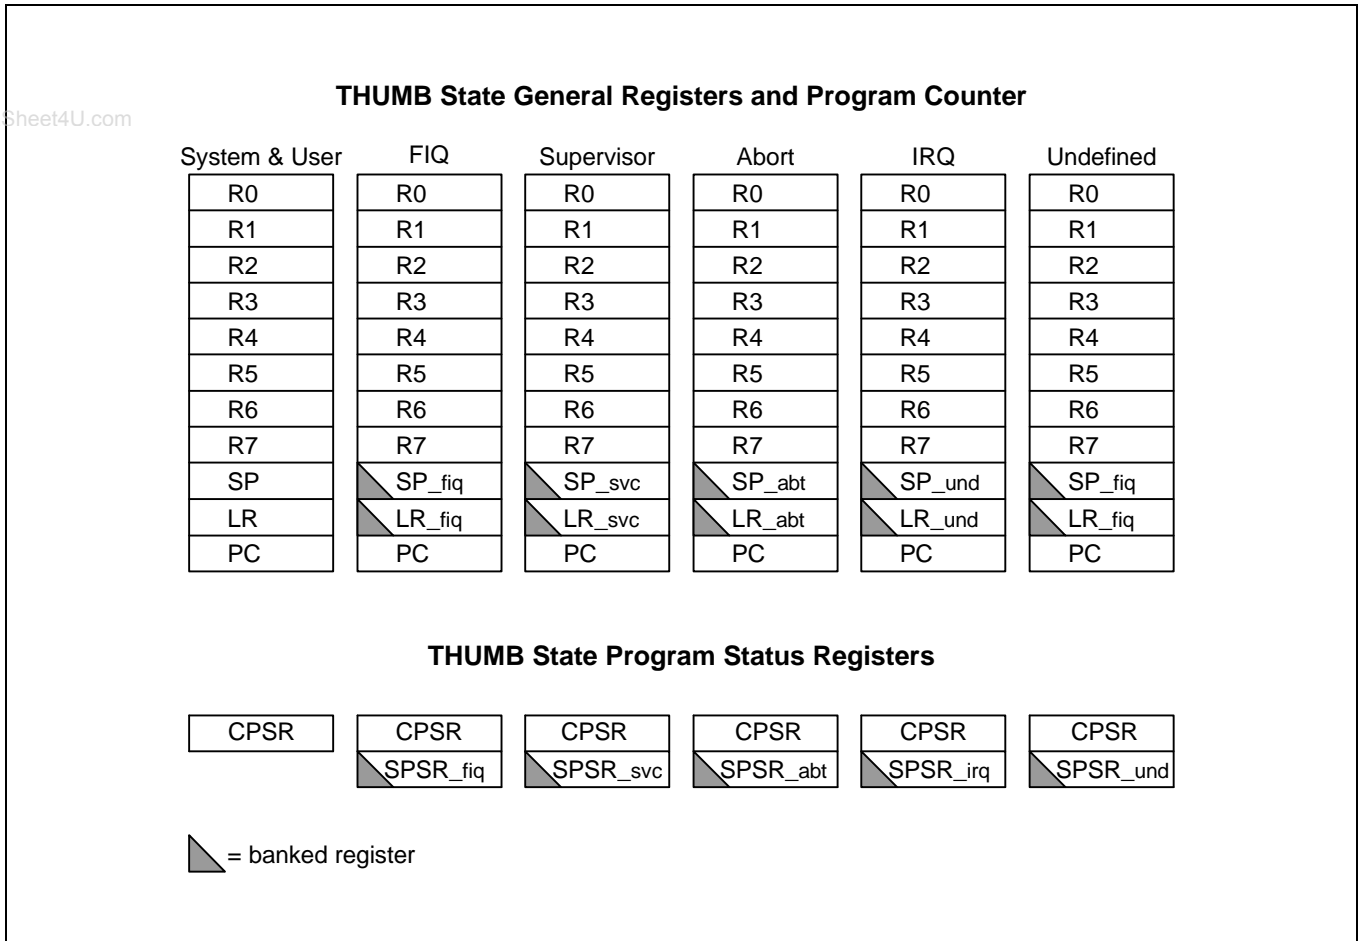 THUMB State General Registers and Program Counter
Sheet4U.com
System & User FIQ Supervisor Abort IRQ Undefined
R0 R0 R0 R0 R0 R0
R1 R1 R1 R1 R1 R1
R2 R2 R2 R2 R2 R2
R3 R3 R3 R3 R3 R3
R4 R4 R4 R4 R4 R4
R5 R5 R5 R5 R5 R5
R6 R6 R6 R6 R6 R6
R7 R7 R7 R7 R7 R7
SP SP_fiq SP_svc SP_abt SP_und SP_fiq
LR LR_fiq LR_svc LR_abt LR_und LR_fiq
PC PC PC PC PC PC
THUMB State Program Status Registers
CPSR CPSR CPSR CPSR CPSR CPSR
SPSR_fiq SPSR_svc SPSR_abt SPSR_irq SPSR_und
= banked register